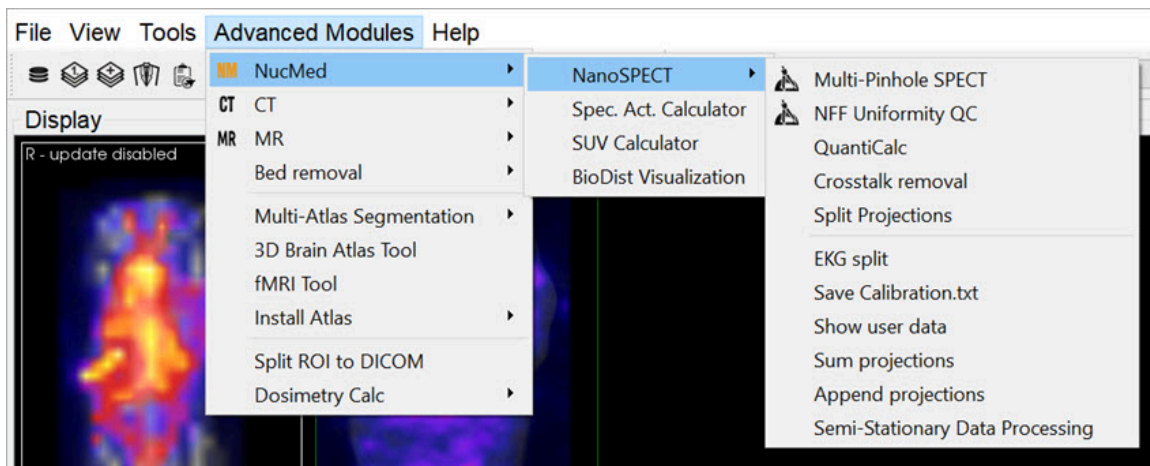 File View Tools Advanced Modules Help
1
Display
R - update disabled
NM NucMed
CT CT
MR MR
Bed removal
Multi-Atlas Segmentation
3D Brain Atlas Tool
fMRI Tool
Install Atlas
Split ROI to DICOM
Dosimetry Calc
NanoSPECT
Spec. Act. Calculator
SUV Calculator
BioDist Visualization
Multi-Pinhole SPECT
NFF Uniformity QC
QuantiCalc
Crosstalk removal
Split Projections
EKG split
Save Calibration.txt
Show user data
Sum projections
Append projections
Semi-Stationary Data Processing